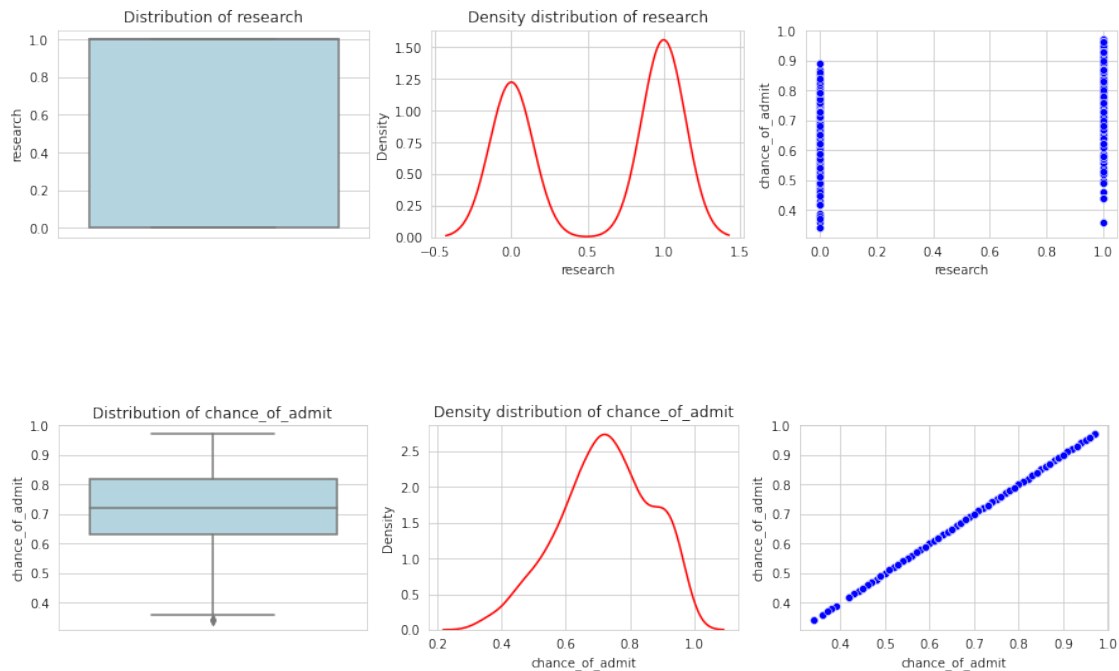 Distribution of research
1.0
0.8
0.6
0.4
0.2
0.0
research
Density distribution of research
1.50
1.25
1.00
0.75
0.50
0.25
0.00
Density
−0.5 0.0 0.5 1.0 1.5
research
1.0
0.9
0.8
0.7
0.6
0.5
0.4
chance_of_admit
0.0 0.2 0.4 0.6 0.8 1.0
research
Distribution of chance_of_admit
1.0
0.9
0.8
0.7
0.6
0.5
0.4
chance_of_admit
Density distribution of chance_of_admit
2.5
2.0
1.5
1.0
0.5
0.0
Density
0.2 0.4 0.6 0.8 1.0
chance_of_admit
1.0
0.9
0.8
0.7
0.6
0.5
0.4
chance_of_admit
0.4 0.5 0.6 0.7 0.8 0.9 1.0
chance_of_admit